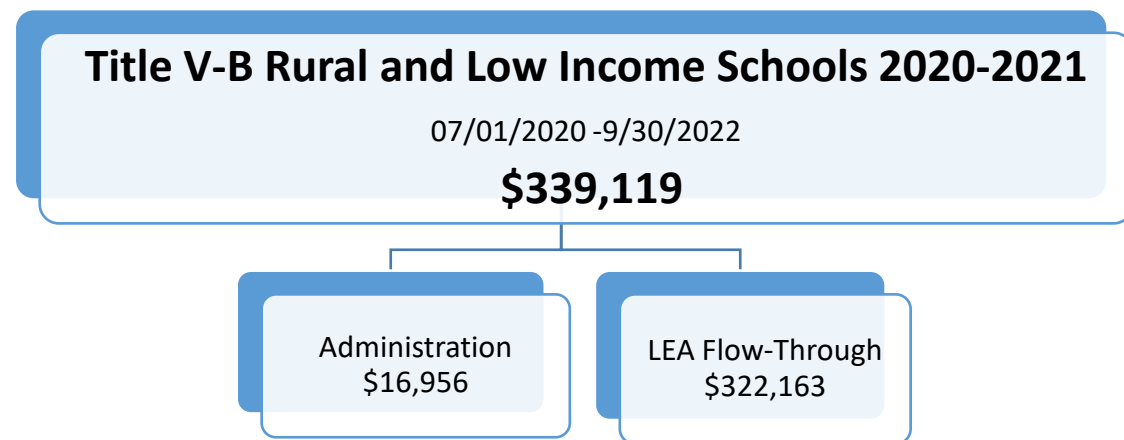 Title V-B Rural and Low Income Schools 2020-2021
07/01/2020 -9/30/2022
$339,119
Administration
$16,956
LEA Flow-Through
$322,163